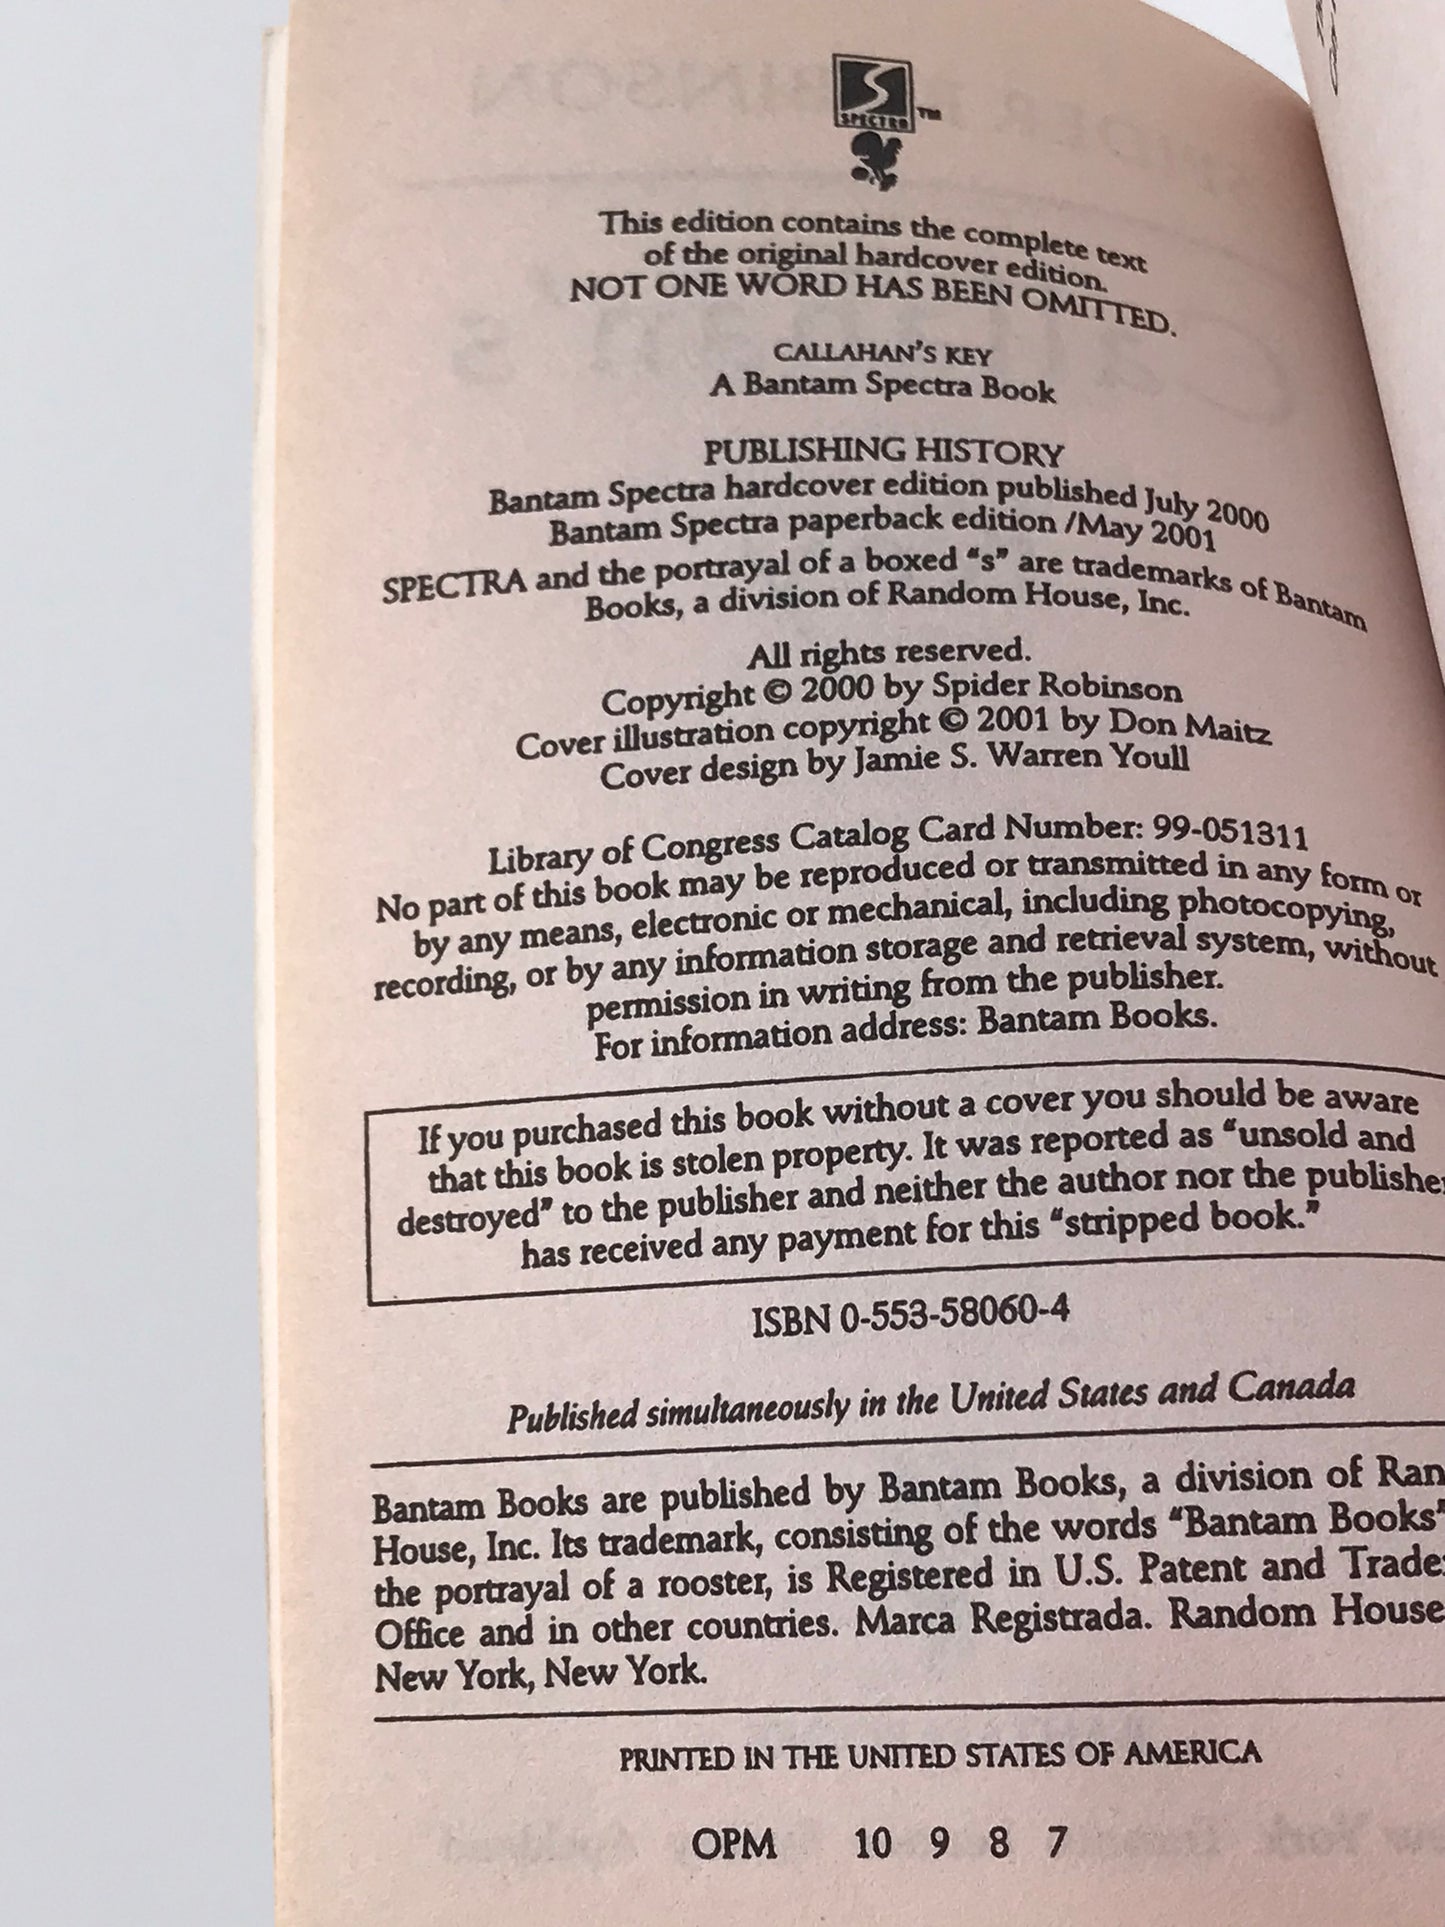 SPECTRA™
This edition contains the complete text
of the original hardcover edition.
NOT ONE WORD HAS BEEN OMITTED.
CALLAHAN'S KEY
A Bantam Spectra Book
PUBLISHING HISTORY
Bantam Spectra hardcover edition published July 2000
Bantam Spectra paperback edition /May 2001
SPECTRA and the portrayal of a boxed “s” are trademarks of Bantam
Books, a division of Random House, Inc.
All rights reserved.
Copyright © 2000 by Spider Robinson
Cover illustration copyright © 2001 by Don Maitz
Cover design by Jamie S. Warren Youll
Library of Congress Catalog Card Number: 99-051311
No part of this book may be reproduced or transmitted in any form or
by any means, electronic or mechanical, including photocopying,
recording, or by any information storage and retrieval system, without
permission in writing from the publisher.
For information address: Bantam Books.
If you purchased this book without a cover you should be aware
that this book is stolen property. It was reported as “unsold and
destroyed” to the publisher and neither the author nor the publisher
has received any payment for this “stripped book.”
ISBN 0-553-58060-4
Published simultaneously in the United States and Canada
Bantam Books are published by Bantam Books, a division of Ran
House, Inc. Its trademark, consisting of the words “Bantam Books”
the portrayal of a rooster, is Registered in U.S. Patent and Trade
Office and in other countries. Marca Registrada. Random House
New York, New York.
PRINTED IN THE UNITED STATES OF AMERICA
OPM 10 9 8 7